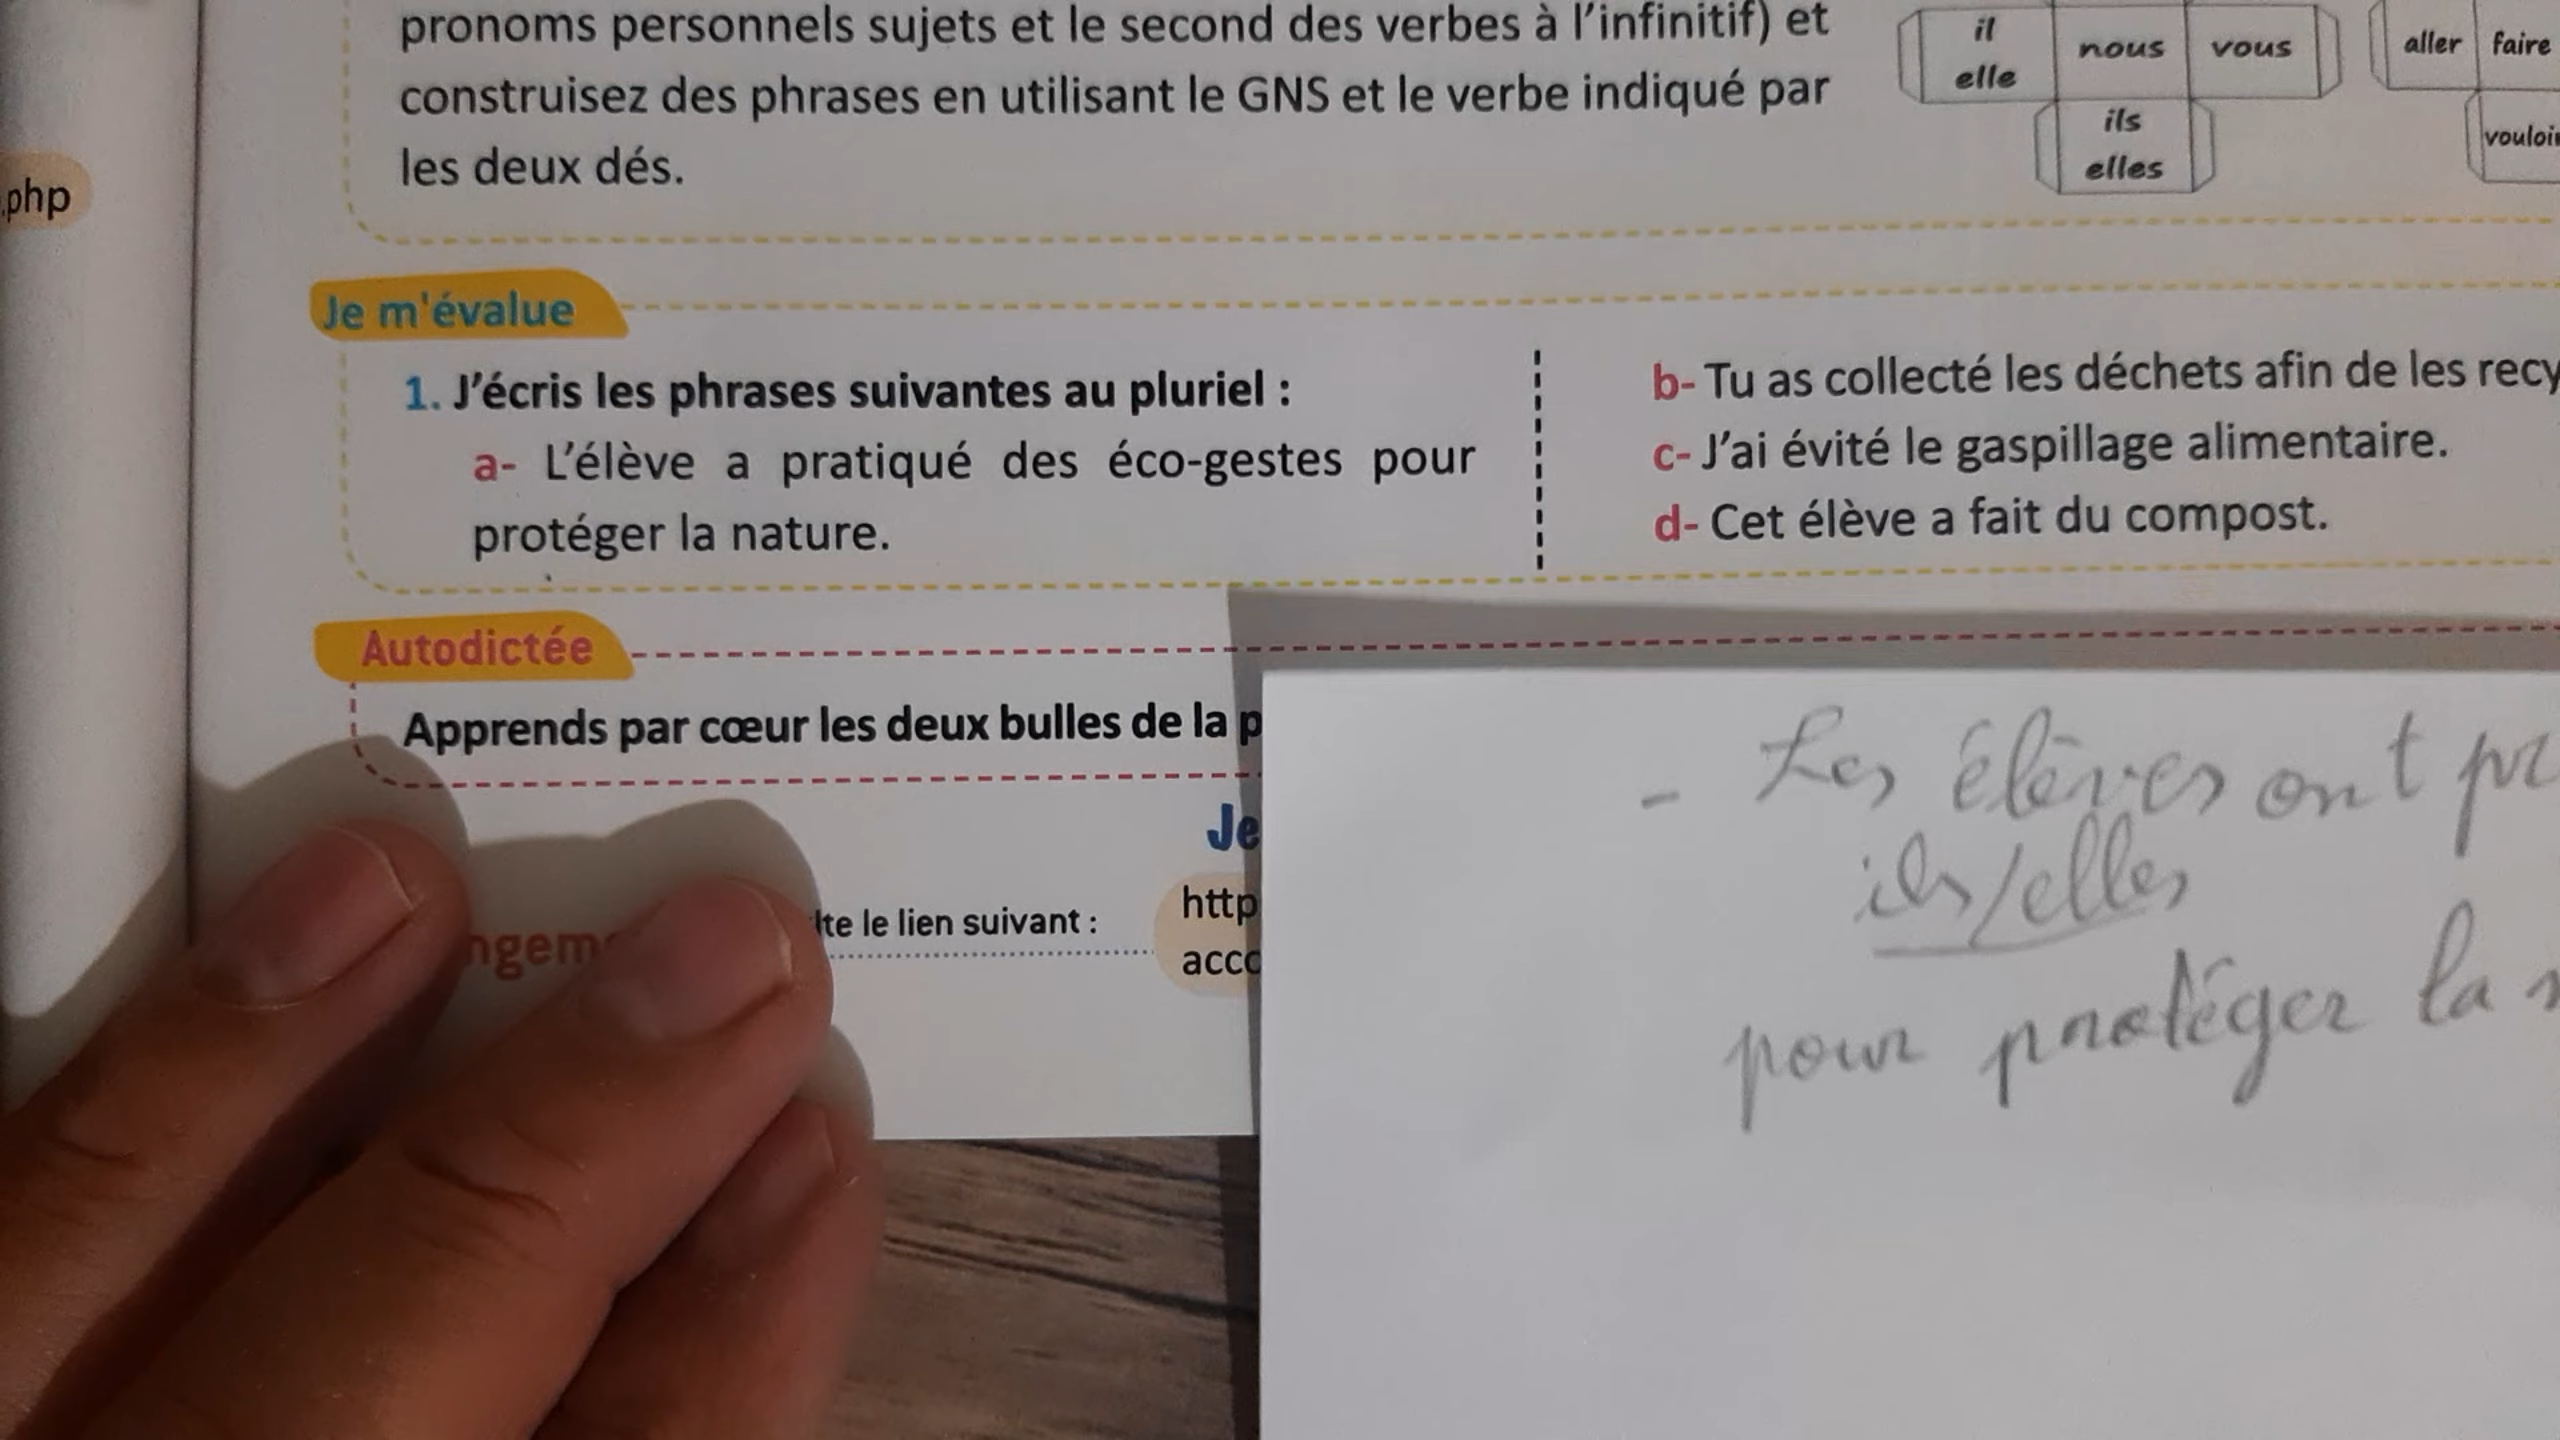 pronoms personnels sujets et le second des verbes à l'infinitif) et
construisez des phrases en utilisant le GNS et le verbe indiqué par
les deux dés.
il
elle
nous
vous
ils
elles
aller
faire
.php
Je m'évalue
1. J'écris les phrases suivantes au pluriel :
a- L'élève a pratiqué des éco-gestes pour
protéger la nature.
b- Tu as collecté les déchets afin de les
c- J'ai évité le gaspillage alimentaire.
d- Cet élève a fait du compost.
Autodictée
Apprends par cœur les deux bulles de la
Je
lte le lien suivant :
http
- Les élèves ont
ils/elles
pour protéger la